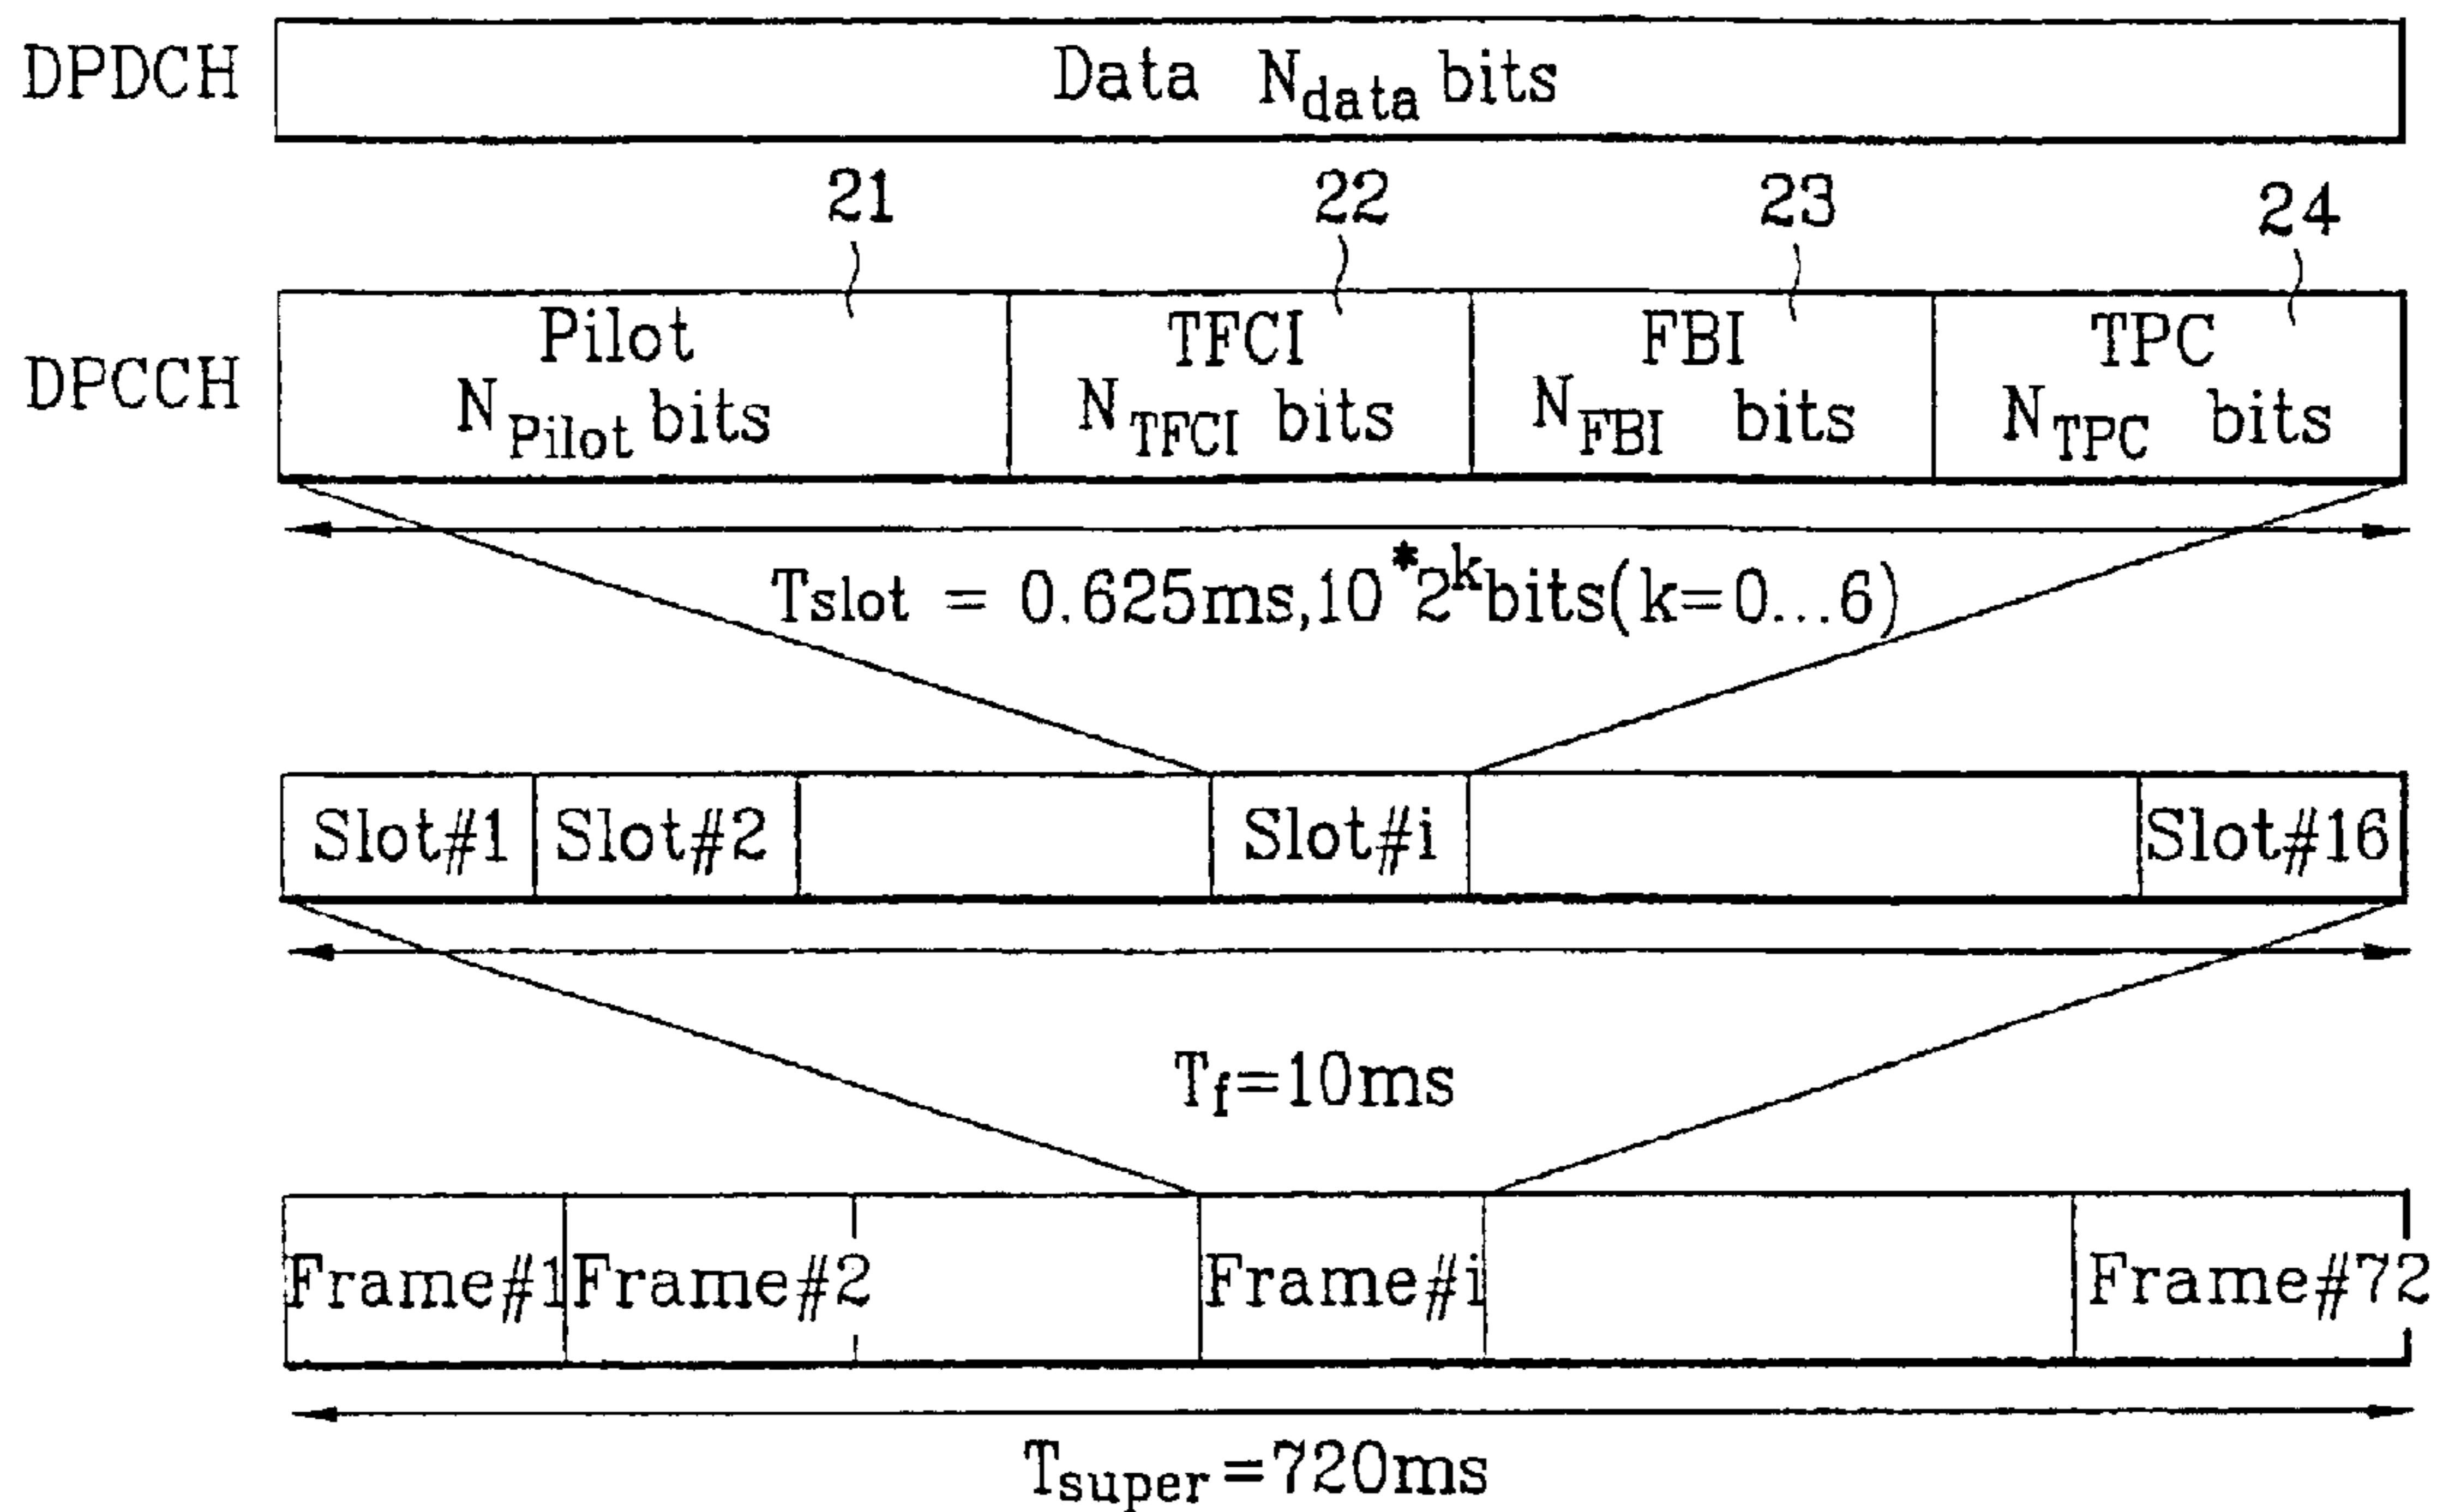 DPDCH
Data N_data bits
21 22 23 24
DPCCH
Pilot
N_Pilot bits
TFCI
N_TFCI bits
FBI
N_FBI bits
TPC
N_TPC bits
T_slot = 0.625ms,10*2^k bits(k=0...6)
Slot#1 Slot#2 Slot#i Slot#16
T_f=10ms
Frame#1 Frame#2 Frame#i Frame#72
T_super=720ms